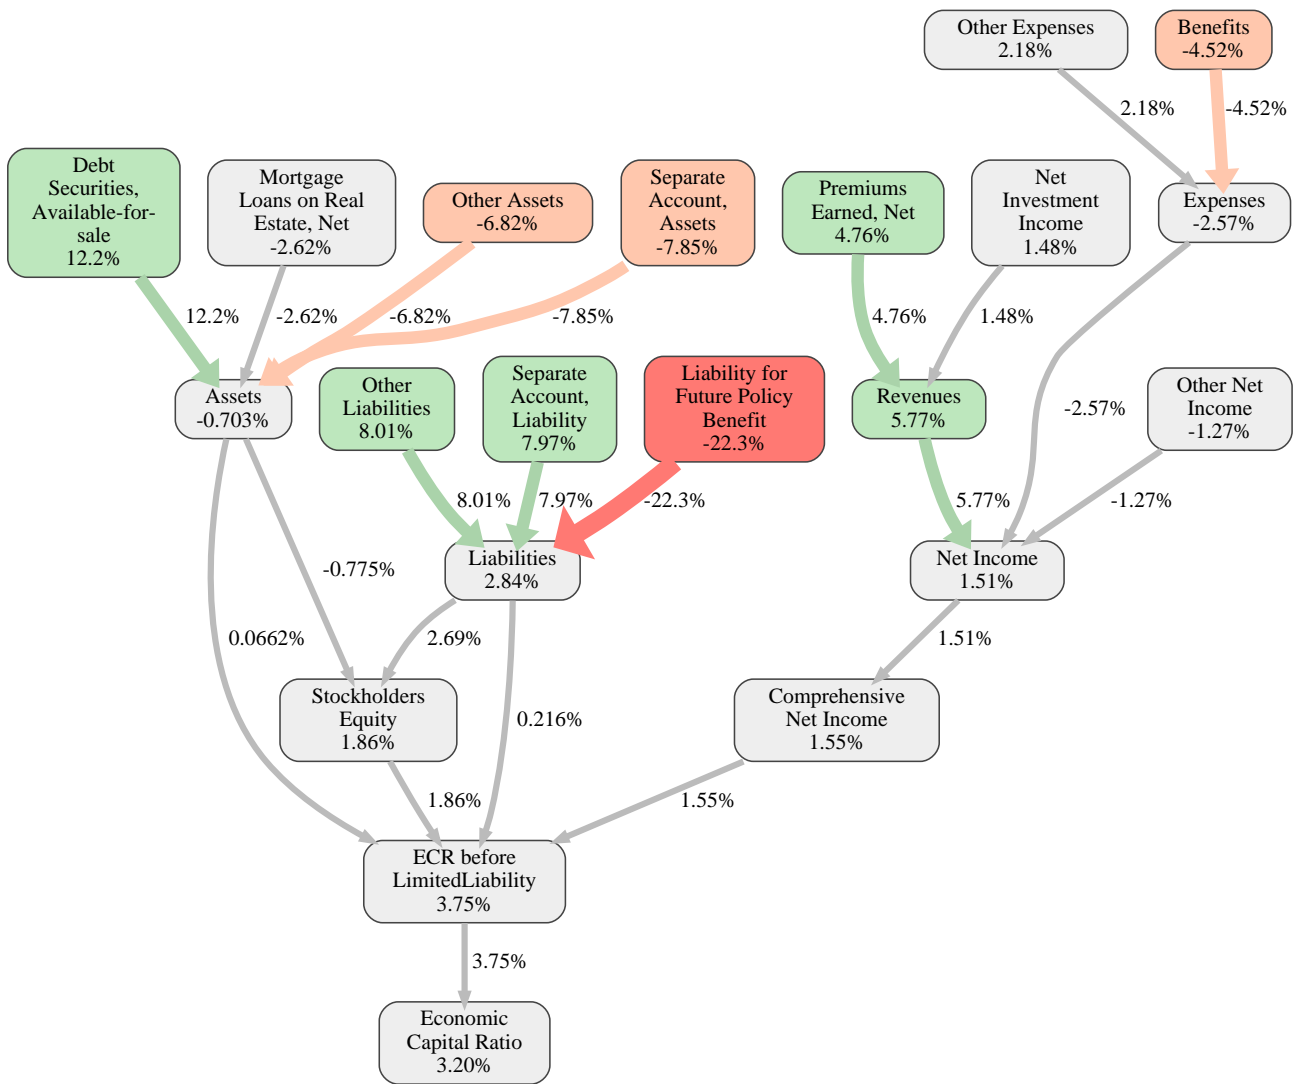 Other Expenses
2.18%
Benefits
-4.52%
2.18%
-4.52%
Debt
Securities,
Available-for-
sale
12.2%
Mortgage
Loans on Real
Estate, Net
-2.62%
Other Assets
-6.82%
Separate
Account,
Assets
-7.85%
Premiums
Earned, Net
4.76%
Net
Investment
Income
1.48%
Expenses
-2.57%
12.2%
-2.62%
-6.82%
-7.85%
4.76%
1.48%
-2.57%
Assets
-0.703%
Other
Liabilities
8.01%
Separate
Account,
Liability
7.97%
Liability for
Future Policy
Benefit
-22.3%
Revenues
5.77%
Other Net
Income
-1.27%
8.01%
7.97%
-22.3%
5.77%
-1.27%
-0.775%
Liabilities
2.84%
Net Income
1.51%
0.0662%
2.69%
0.216%
1.51%
Stockholders
Equity
1.86%
Comprehensive
Net Income
1.55%
1.86%
1.55%
ECR before
LimitedLiability
3.75%
3.75%
Economic
Capital Ratio
3.20%